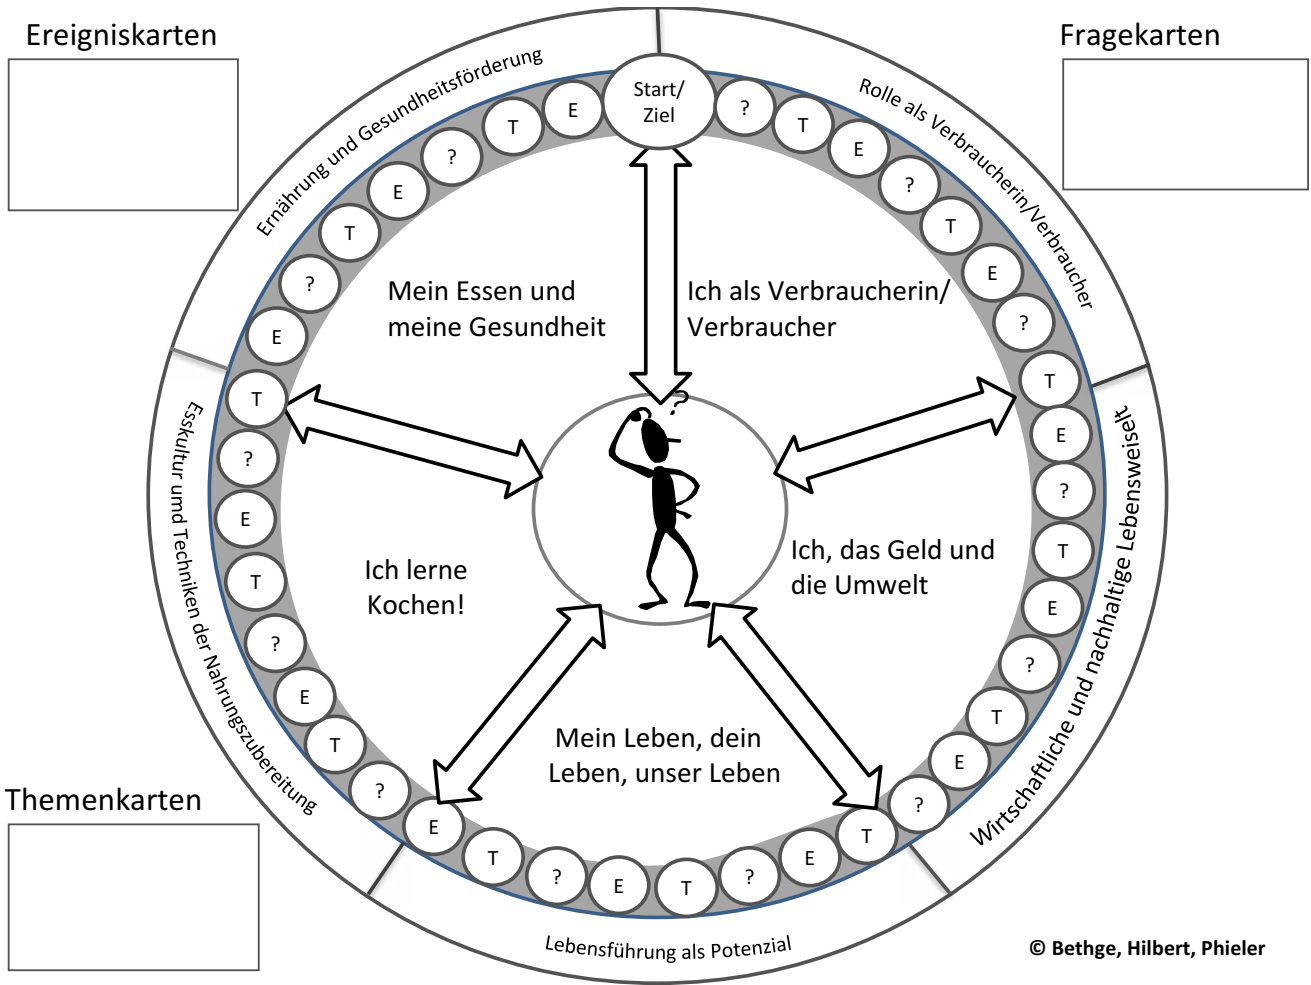 Ereigniskarten
Fragekarten
Themenkarten
Start/
Ziel
?
T
E
?
T
E
?
T
E
?
T
E
?
T
E
?
T
E
?
T
E
?
T
E
?
T
E
?
T
E
?
T
E
?
T
E
?
T
E
Rolle als Verbraucherin/Verbraucher
Wirtschaftliche und nachhaltige Lebensweiselt
Lebensführung als Potenzial
Esskultur umd Techniken der Nahrungszubereitung
Ernährung und Gesundheitsförderung
Mein Essen und
meine Gesundheit
Ich als Verbraucherin/
Verbraucher
?
Ich, das Geld und
die Umwelt
Ich lerne
Kochen!
Mein Leben, dein
Leben, unser Leben
© Bethge, Hilbert, Phieler